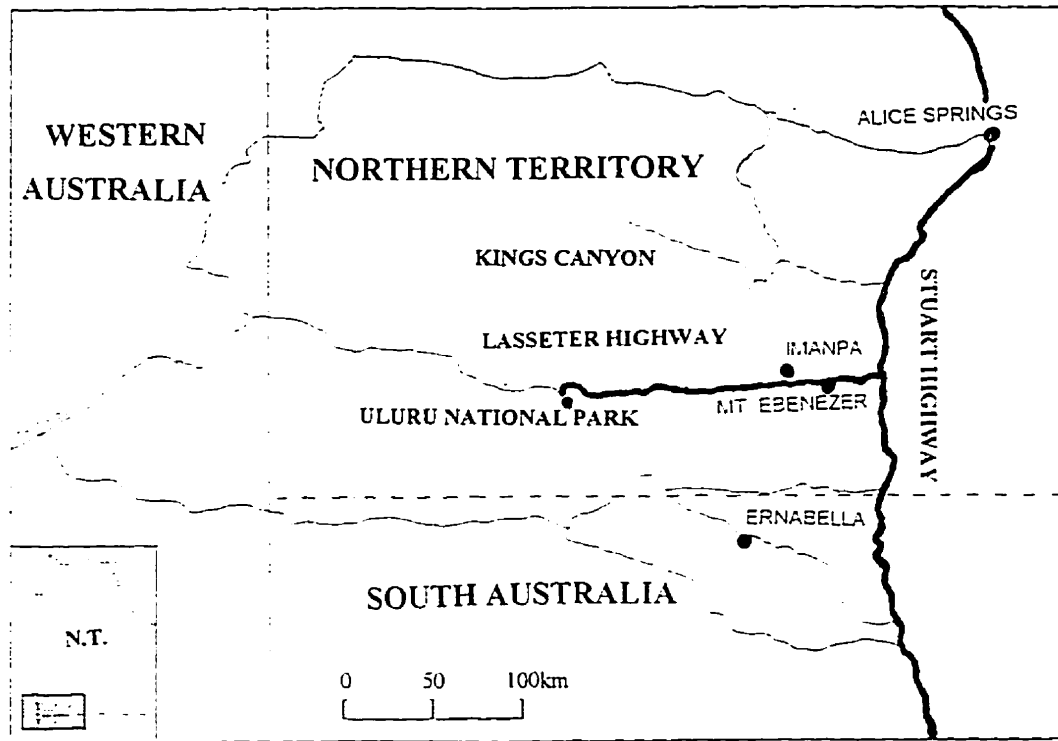 ALICE SPRINGS
WESTERN
AUSTRALIA
NORTHERN TERRITORY
KINGS CANYON
STUART HIGHWAY
LASSETER HIGHWAY
IMANPA
ULURU NATIONAL PARK
MT EBENEZER
ERNABELLA
SOUTH AUSTRALIA
N.T.
0 50 100km